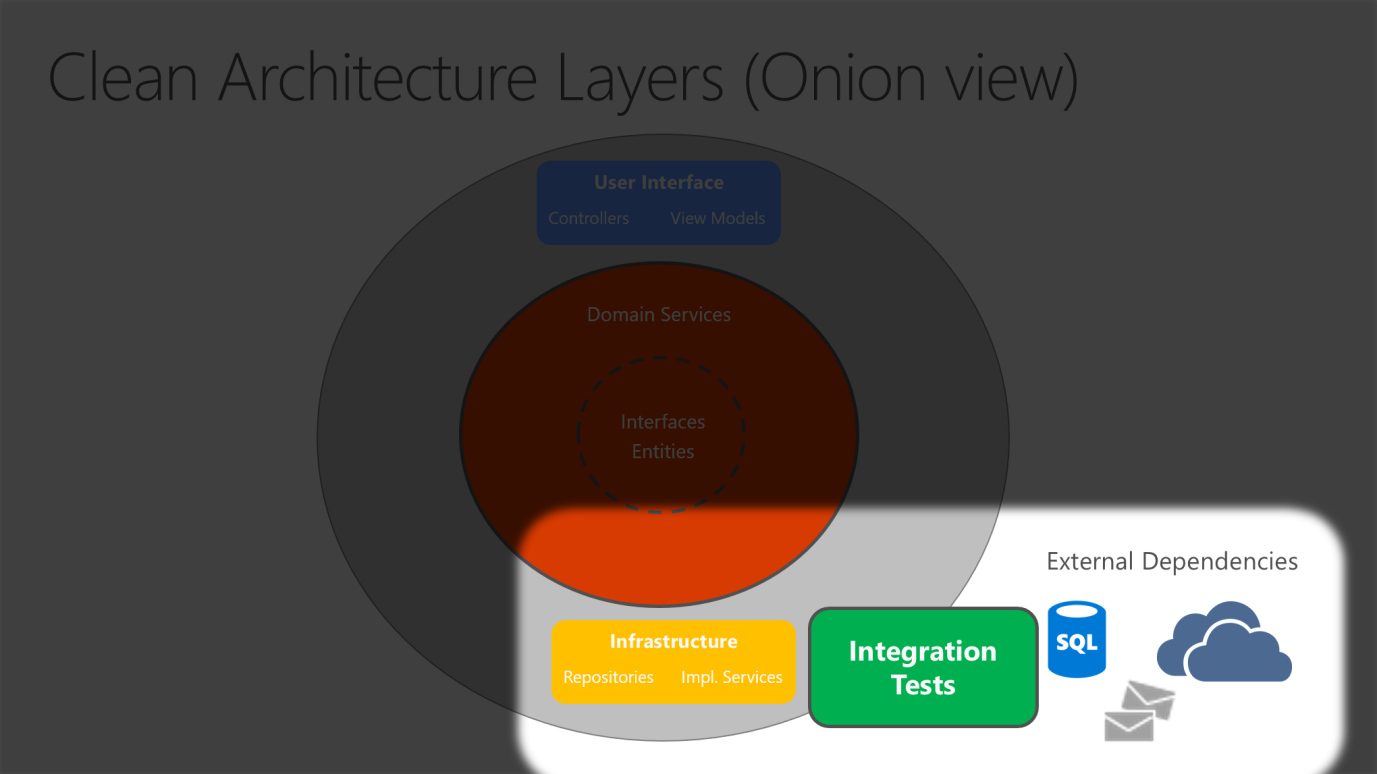 Clean Architecture Layers (Onion view)
User Interface
Controllers View Models
Domain Services
Interfaces
Entities
External Dependencies
Infrastructure
Repositories Impl. Services
Integration
Tests
SQL